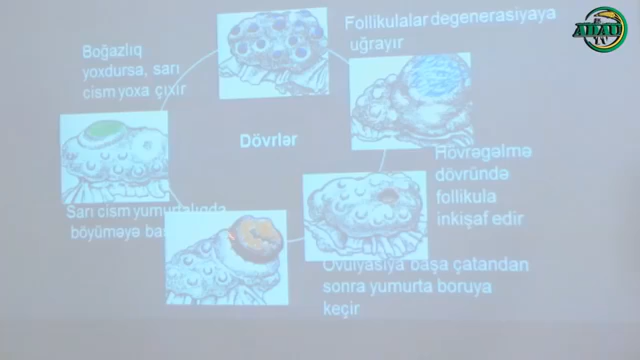 Follikulalar degenerasiyaya
uğrayır
Boğazlıq
yoxdursa, sarı
cism yoxa çıxır
Dövrlər
Hövrəgəlmə
dövründə
follikula
inkişaf edir
Sarı cism yumurtalıqda
böyüməyə
Ovulyasiya başa çatandan
sonra yumurta boruya
keçir
ADAU